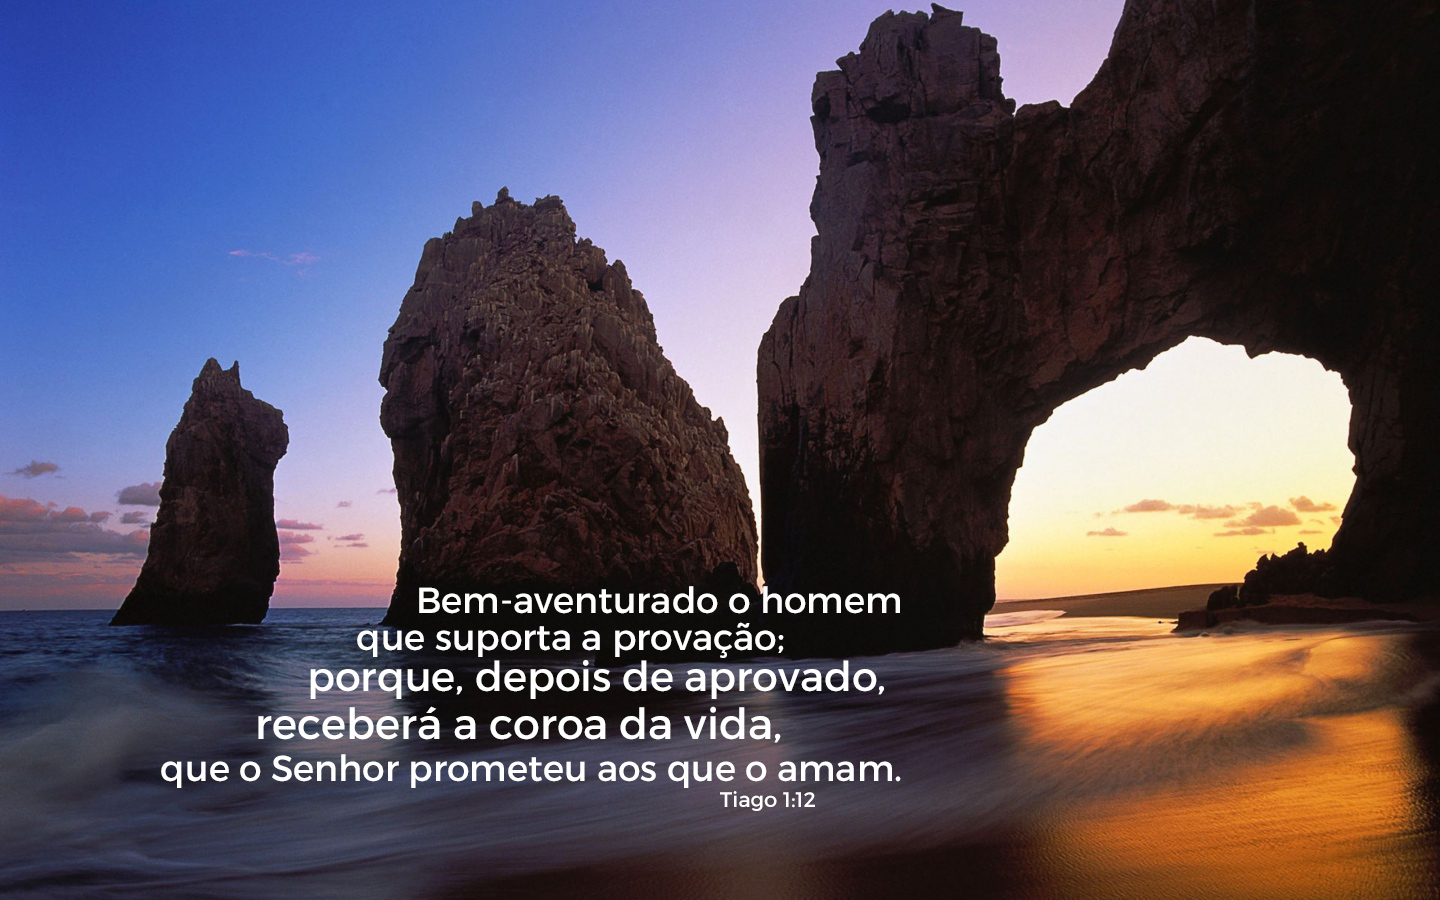 Bem-aventurado o homem
que suporta a provação;
porque, depois de aprovado,
receberá a coroa da vida,
que o Senhor prometeu aos que o amam.
Tiago 1:12